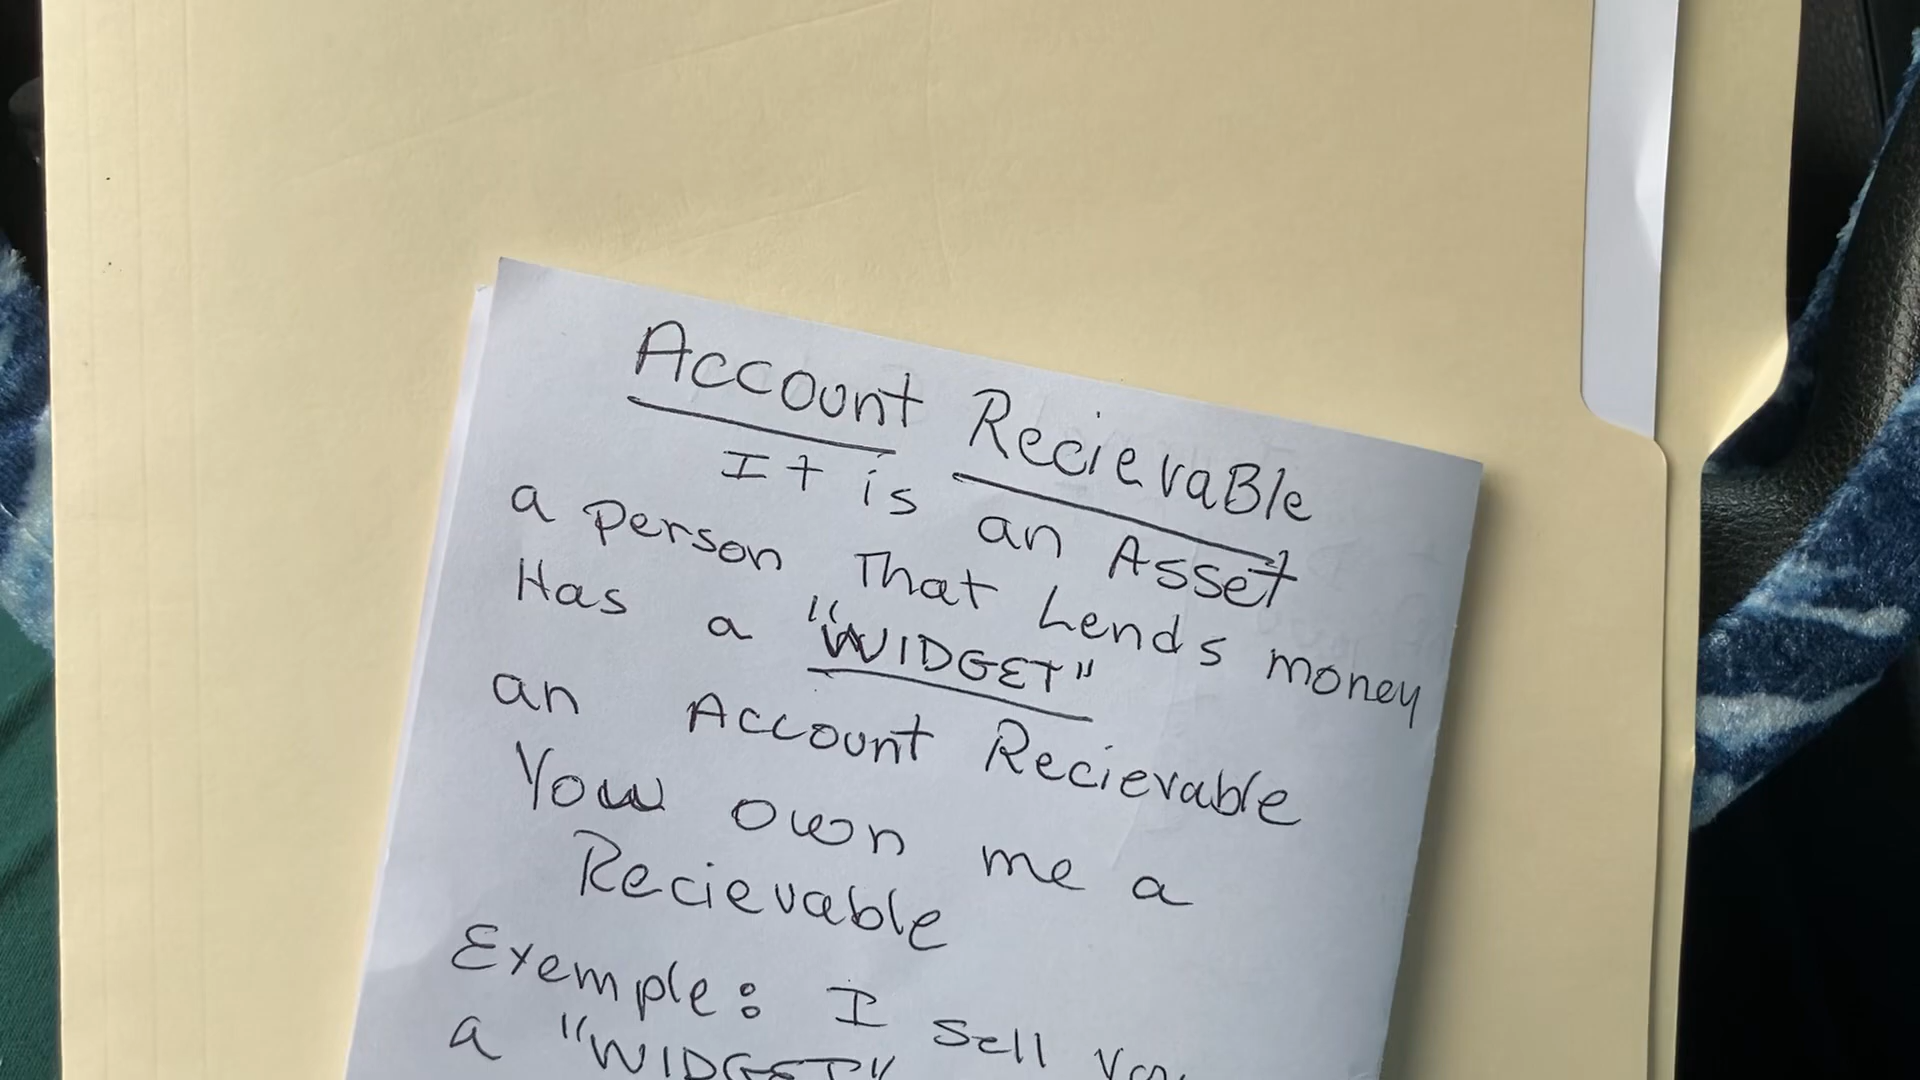 Account RecievaBle
It is an Asset
a person That Lends money
Has a "WIDGET"
an Account Recievable
You own me a
Recievable
Exemple: I sell
a "WIDGET"